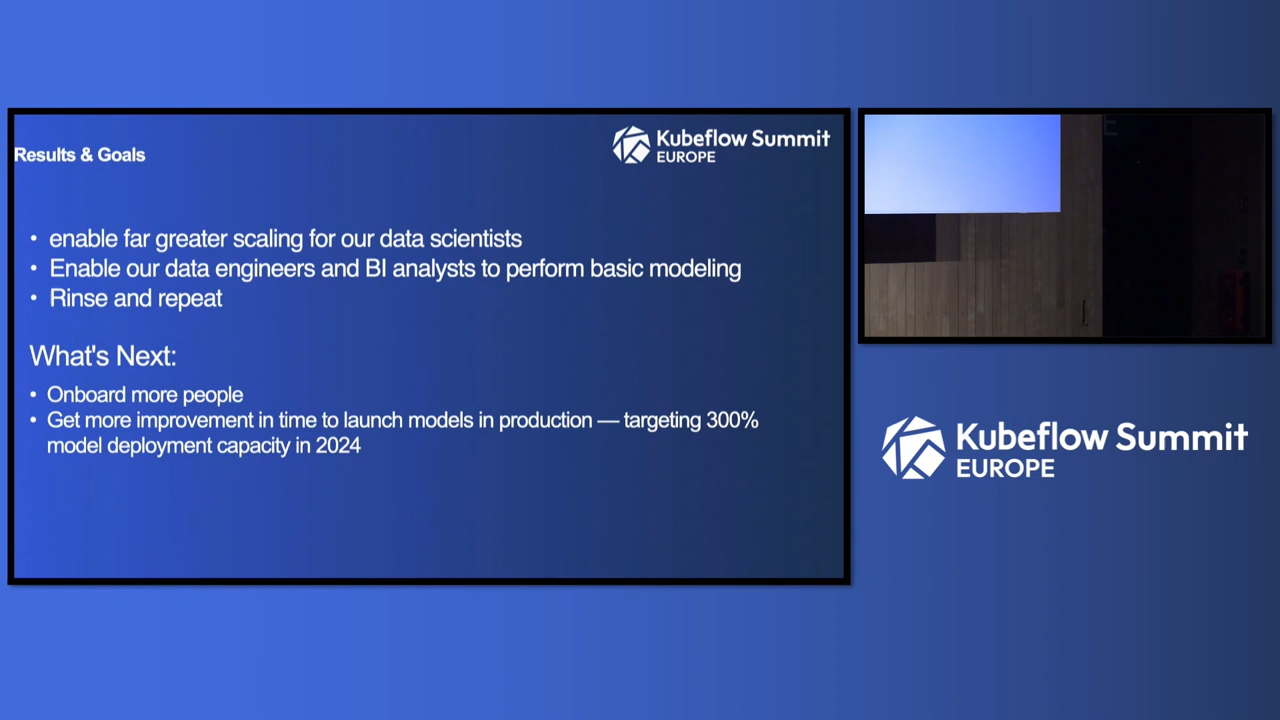 Results & Goals
Kubeflow Summit
EUROPE
• enable far greater scaling for our data scientists
• Enable our data engineers and BI analysts to perform basic modeling
• Rinse and repeat
What's Next:
• Onboard more people
• Get more improvement in time to launch models in production — targeting 300%
model deployment capacity in 2024
E
Kubeflow Summit
EUROPE